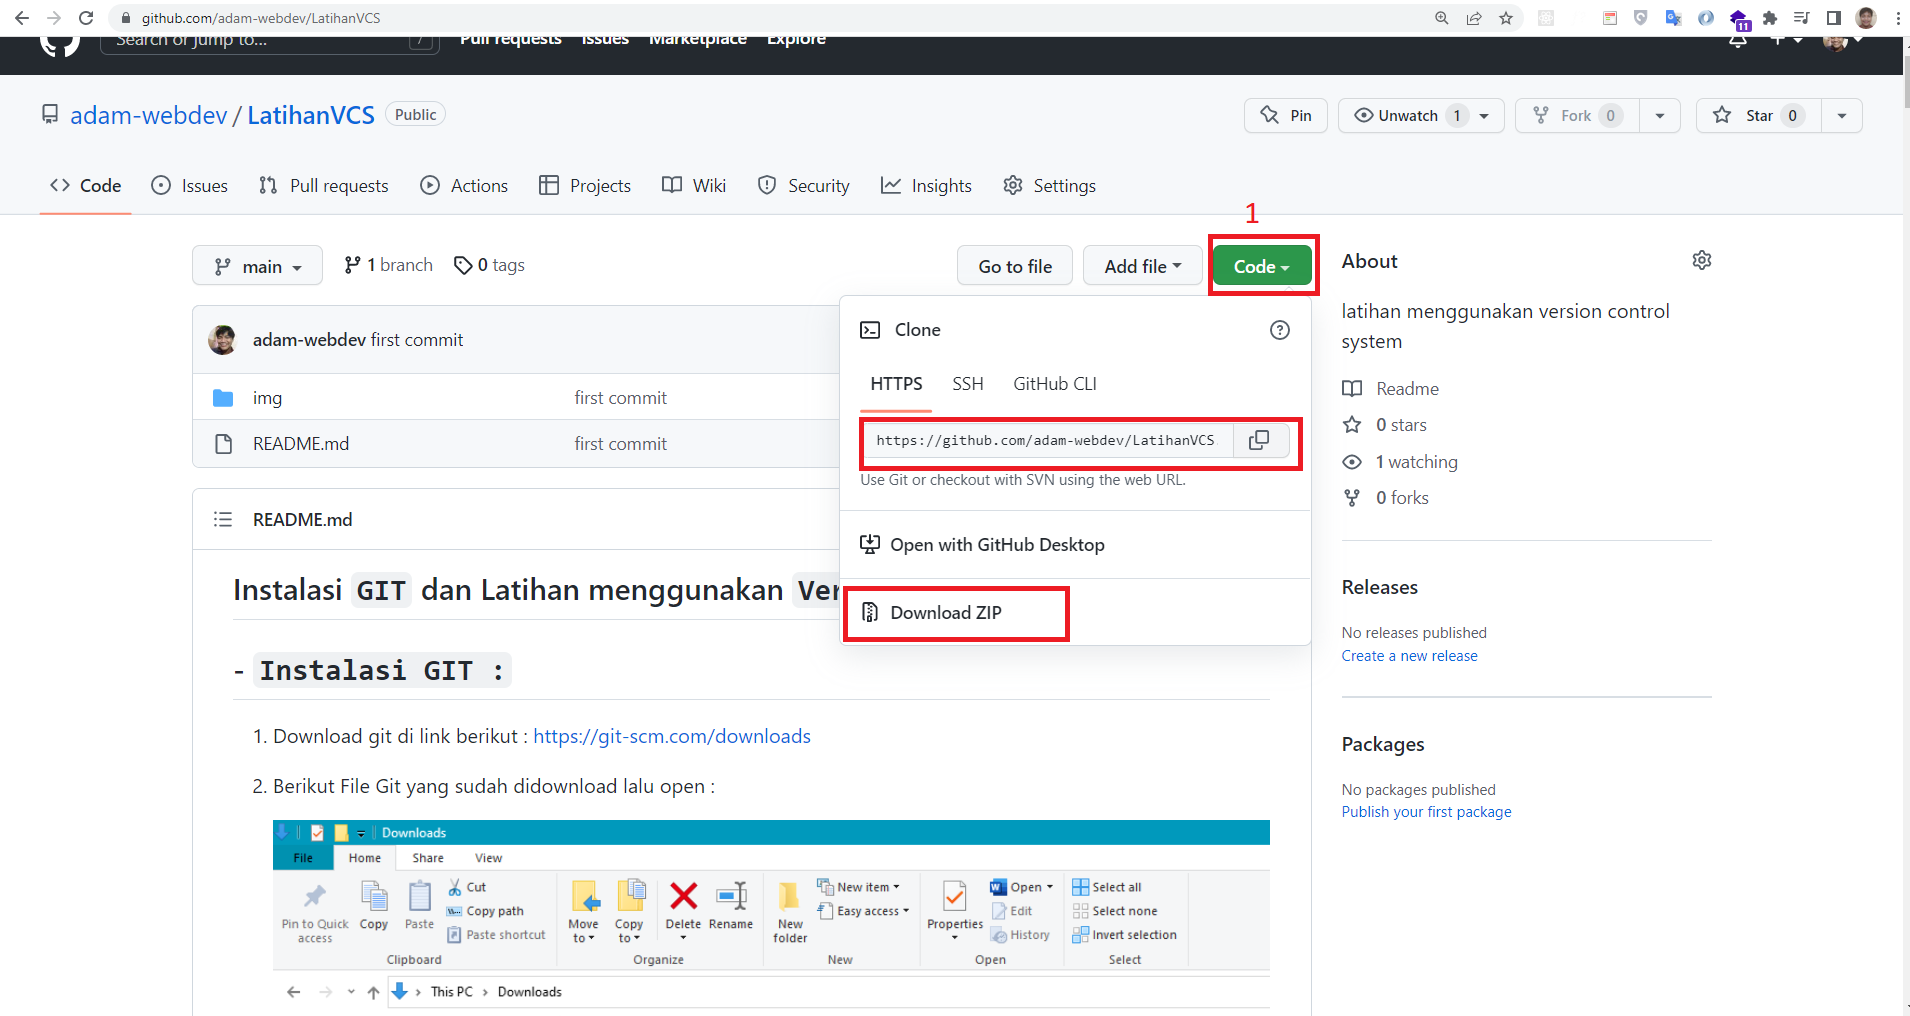 github.com/adam-webdev/LatihanVCS
11
Search or jump to... /
Pull requests Issues Marketplace Explore
adam-webdev / LatihanVCS Public
Pin Unwatch 1 Fork 0 Star 0
Code Issues Pull requests Actions Projects Wiki Security Insights Settings
1
main 1 branch 0 tags Go to file Add file Code
adam-webdev first commit
img first commit
README.md first commit
Clone
HTTPS SSH GitHub CLI
https://github.com/adam-webdev/LatihanVCS
Use Git or checkout with SVN using the web URL.
Open with GitHub Desktop
Download ZIP
About
latihan menggunakan version control
system
Readme
0 stars
1 watching
0 forks
Releases
No releases published
Create a new release
Packages
No packages published
Publish your first package
README.md
Instalasi GIT dan Latihan menggunakan Ver
- Instalasi GIT :
1. Download git di link berikut : https://git-scm.com/downloads
2. Berikut File Git yang sudah didownload lalu open :
Downloads
File Home Share View
Pin to Quick access
Copy
Paste
Cut
Copy path
Paste shortcut
Clipboard
Move to
Copy to
Delete
Rename
Organize
New folder
New item
Easy access
New
Properties
Open
Edit
History
Open
Select all
Select none
Invert selection
Select
This PC > Downloads